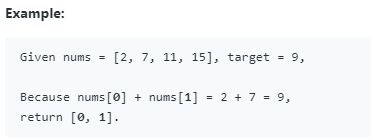 Example:
Given nums = [2, 7, 11, 15], target = 9,
Because nums[0] + nums[1] = 2 + 7 = 9,
return [0, 1].